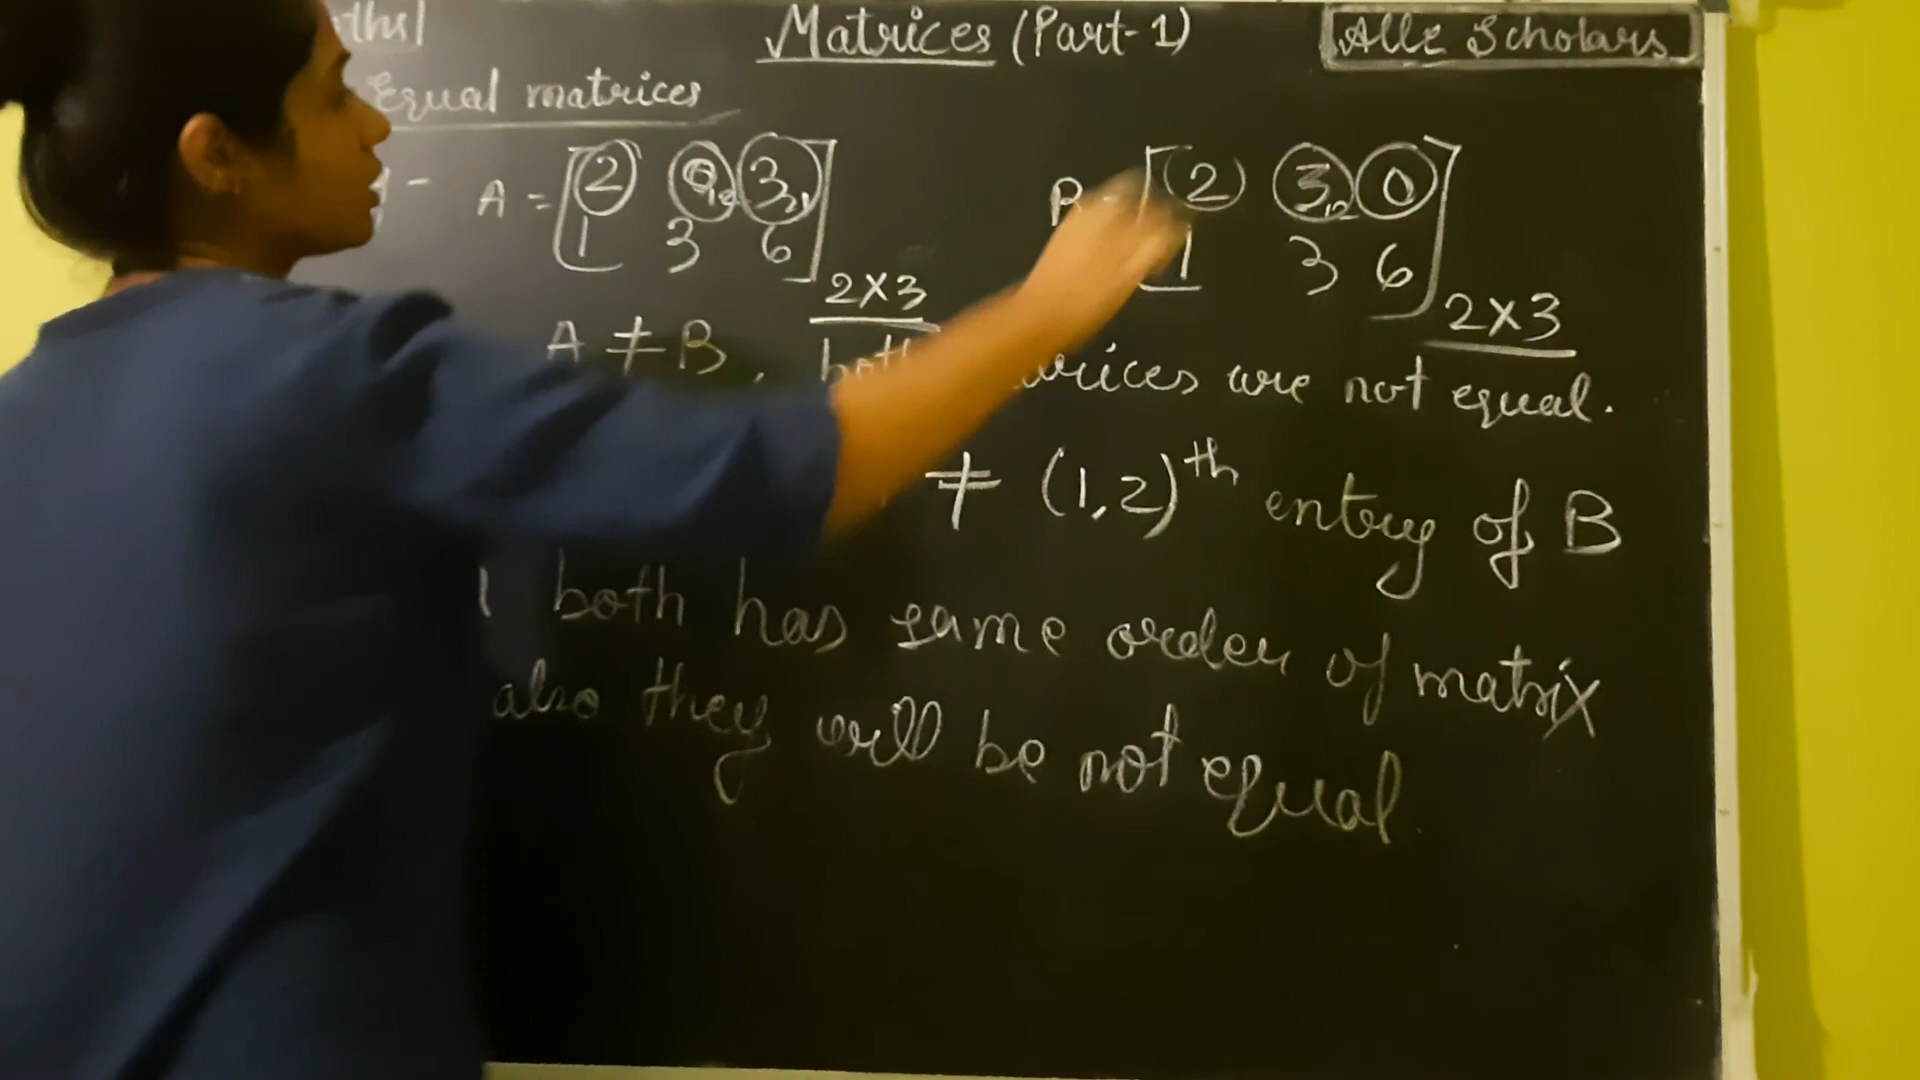 ths)
Matrices (Part-1)
Alle Scholars
Equal matrices
A = [2 3
1 3 6] 2×3
[2 3 0
1 3 6] 2×3
A ≠ B, both are not equal.
≠ (1,2)th entry of B
both has same order of matrix
also they will be not equal